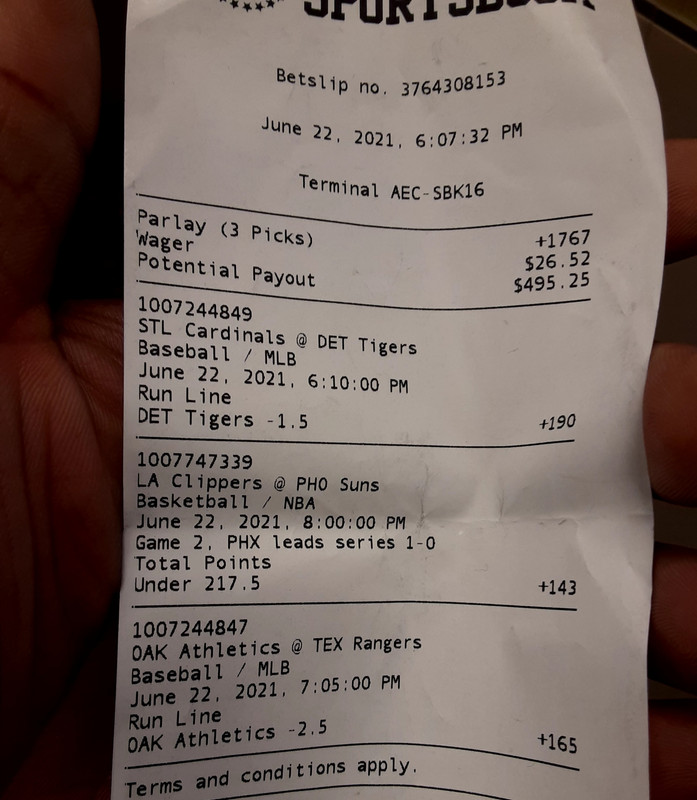 SPORTSBOOK
Betslip no. 3764308153
June 22, 2021, 6:07:32 PM
Terminal AEC-SBK16
Parlay (3 Picks) +1767
Wager $26.52
Potential Payout $495.25
1007244849
STL Cardinals @ DET Tigers
Baseball / MLB
June 22, 2021, 6:10:00 PM
Run Line
DET Tigers -1.5 +190
1007747339
LA Clippers @ PHO Suns
Basketball / NBA
June 22, 2021, 8:00:00 PM
Game 2, PHX leads series 1-0
Total Points
Under 217.5 +143
1007244847
OAK Athletics @ TEX Rangers
Baseball / MLB
June 22, 2021, 7:05:00 PM
Run Line
OAK Athletics -2.5 +165
Terms and conditions apply.